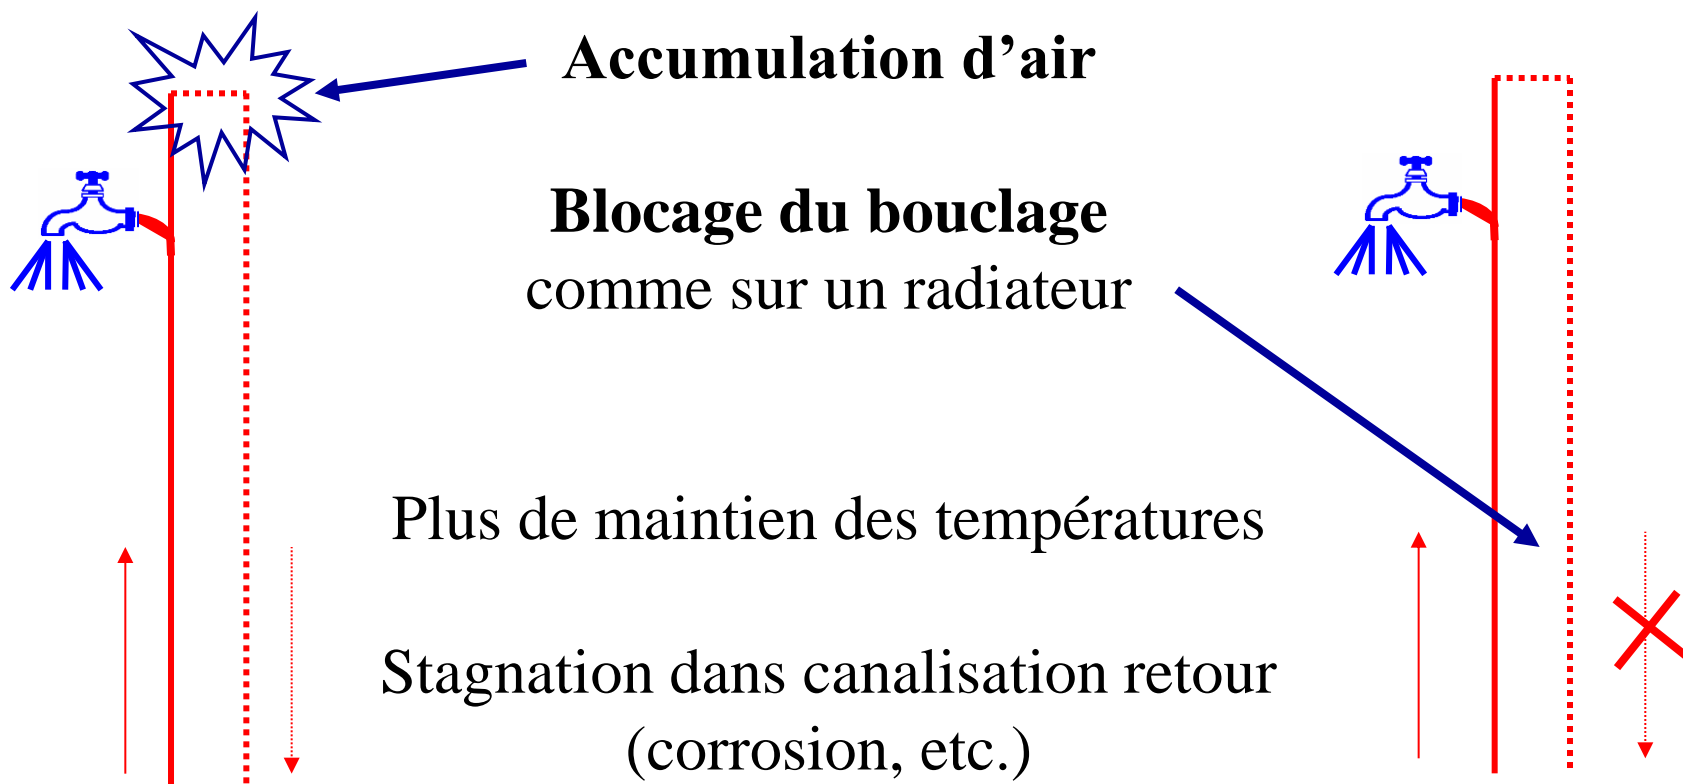 Accumulation d’air
Blocage du bouclage
comme sur un radiateur
Plus de maintien des températures
Stagnation dans canalisation retour
(corrosion, etc.)